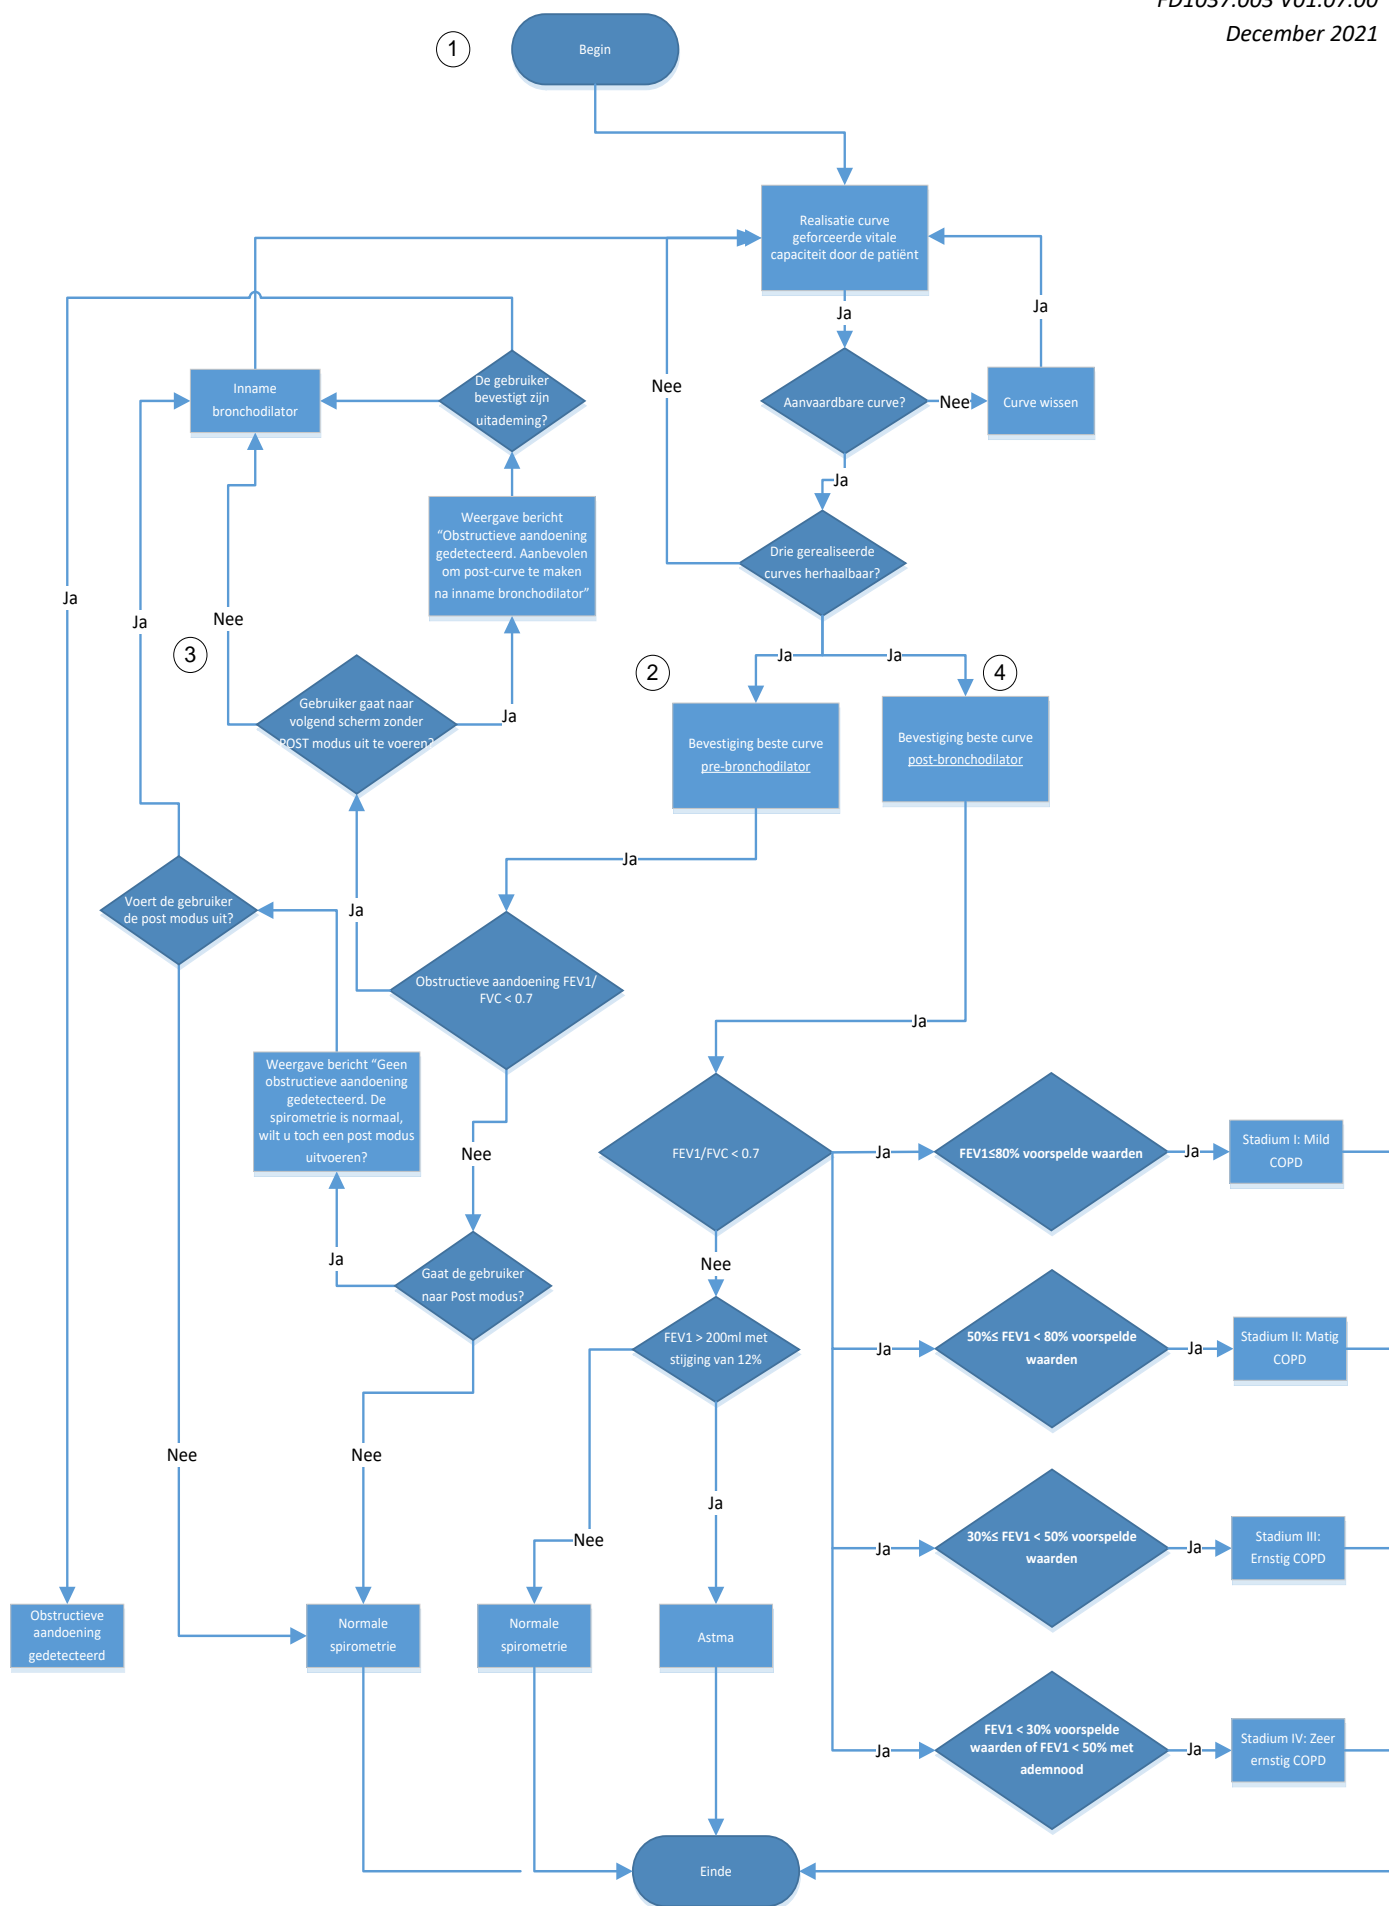 FD1037.003 V01.07.00
December 2021
1
Begin
Realisatie curve
geforceerde vitale
capaciteit door de patiënt
Ja
Ja
Nee
Aanvaardbare curve?
Nee
Curve wissen
Inname
bronchodilator
De gebruiker
bevestigt zijn
uitademing?
Ja
Weergave bericht
“Obstructieve aandoening
gedetecteerd. Aanbevolen
om post-curve te maken
na inname bronchodilator”
Drie gerealiseerde
curves herhaalbaar?
Ja
Ja
Nee
3
Ja
Ja
2
4
Gebruiker gaat naar
volgend scherm zonder
POST modus uit te voeren?
Ja
Bevestiging beste curve
pre-bronchodilator
Bevestiging beste curve
post-bronchodilator
Ja
Voert de gebruiker
de post modus uit?
Ja
Obstructieve aandoening FEV1/
FVC < 0.7
Ja
Weergave bericht “Geen
obstructieve aandoening
gedetecteerd. De
spirometrie is normaal,
wilt u toch een post modus
uitvoeren?
Nee
FEV1/FVC < 0.7
Ja
FEV1≤80% voorspelde waarden
Ja
Stadium I: Mild
COPD
Ja
Gaat de gebruiker
naar Post modus?
Nee
FEV1 > 200ml met
stijging van 12%
Ja
50%≤ FEV1 < 80% voorspelde
waarden
Ja
Stadium II: Matig
COPD
Nee
Nee
Ja
Nee
Ja
30%≤ FEV1 < 50% voorspelde
waarden
Ja
Stadium III:
Ernstig COPD
Obstructieve
aandoening
gedetecteerd
Normale
spirometrie
Normale
spirometrie
Astma
Ja
FEV1 < 30% voorspelde
waarden of FEV1 < 50% met
ademnood
Ja
Stadium IV: Zeer
ernstig COPD
Einde